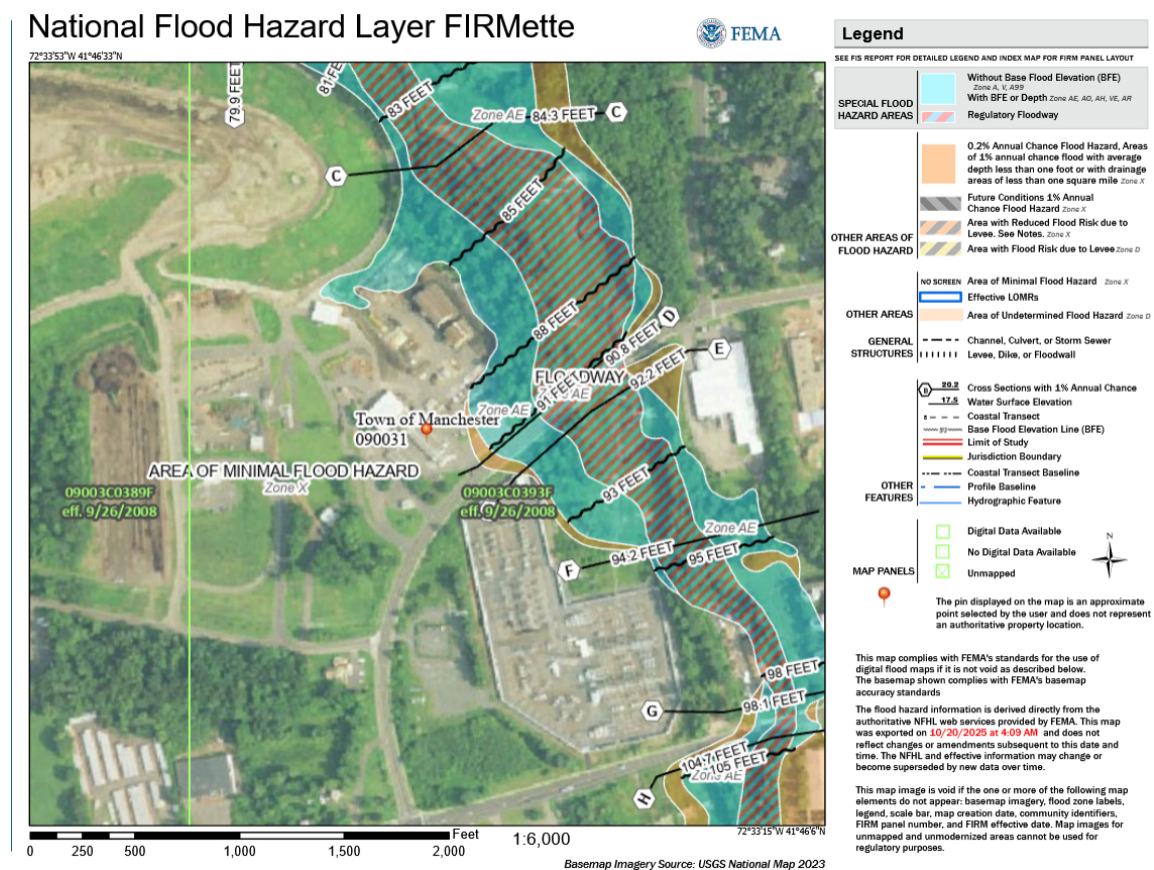 National Flood Hazard Layer FIRMette
FEMA
72°33'53"W 41°46'33"N
79.9 FEET
83 FEET
Zone AE
84.3 FEET
C
C
85 FEET
88 FEET
90.8 FEET
D
92.2 FEET
E
FLOODWAY
91 FEET
Zone AE
Town of Manchester
090031
AREA OF MINIMAL FLOOD HAZARD
Zone X
09003C0389F
eff. 9/26/2008
09003C0393F
eff. 9/26/2008
93 FEET
Zone AE
F
94.2 FEET
95 FEET
98 FEET
G
98.1 FEET
104.7 FEET
105 FEET
Zone AE
H
72°33'15"W 41°46'6"N
Feet
1:6,000
0 250 500 1,000 1,500 2,000
Basemap Imagery Source: USGS National Map 2023
Legend
SEE FIS REPORT FOR DETAILED LEGEND AND INDEX MAP FOR FIRM PANEL LAYOUT
SPECIAL FLOOD
HAZARD AREAS
Without Base Flood Elevation (BFE)
Zone A, V, A99
With BFE or Depth Zone AE, AO, AH, VE, AR
Regulatory Floodway
OTHER AREAS OF
FLOOD HAZARD
0.2% Annual Chance Flood Hazard, Areas
of 1% annual chance flood with average
depth less than one foot or with drainage
areas of less than one square mile Zone X
Future Conditions 1% Annual
Chance Flood Hazard Zone X
Area with Reduced Flood Risk due to
Levee. See Notes. Zone X
Area with Flood Risk due to Levee Zone D
OTHER AREAS
NO SCREEN Area of Minimal Flood Hazard Zone X
Effective LOMRs
Area of Undetermined Flood Hazard Zone D
GENERAL
STRUCTURES
Channel, Culvert, or Storm Sewer
Levee, Dike, or Floodwall
OTHER
FEATURES
20.2 Cross Sections with 1% Annual Chance
17.5 Water Surface Elevation
Coastal Transect
Base Flood Elevation Line (BFE)
Limit of Study
Jurisdiction Boundary
Coastal Transect Baseline
Profile Baseline
Hydrographic Feature
MAP PANELS
Digital Data Available
No Digital Data Available
Unmapped
N
The pin displayed on the map is an approximate
point selected by the user and does not represent
an authoritative property location.
This map complies with FEMA's standards for the use of
digital flood maps if it is not void as described below.
The basemap shown complies with FEMA's basemap
accuracy standards
The flood hazard information is derived directly from the
authoritative NFHL web services provided by FEMA. This map
was exported on 10/20/2025 at 4:09 AM and does not
reflect changes or amendments subsequent to this date and
time. The NFHL and effective information may change or
become superseded by new data over time.
This map image is void if the one or more of the following map
elements do not appear: basemap imagery, flood zone labels,
legend, scale bar, map creation date, community identifiers,
FIRM panel number, and FIRM effective date. Map images for
unmapped and unmodernized areas cannot be used for
regulatory purposes.